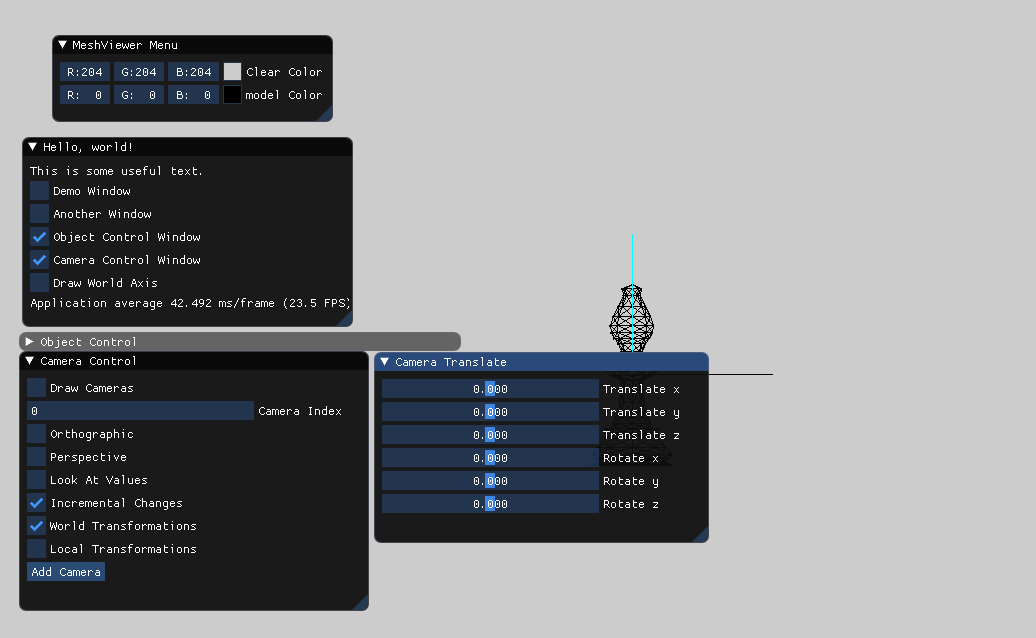 MeshViewer Menu
R:204 G:204 B:204 Clear Color
R: 0 G: 0 B: 0 model Color
Hello, world!
This is some useful text.
Demo Window
Another Window
Object Control Window
Camera Control Window
Draw World Axis
Application average 42.492 ms/frame (23.5 FPS)
Object Control
Camera Control
Draw Cameras
0 Camera Index
Orthographic
Perspective
Look At Values
Incremental Changes
World Transformations
Local Transformations
Add Camera
Camera Translate
0.000 Translate x
0.000 Translate y
0.000 Translate z
0.000 Rotate x
0.000 Rotate y
0.000 Rotate z